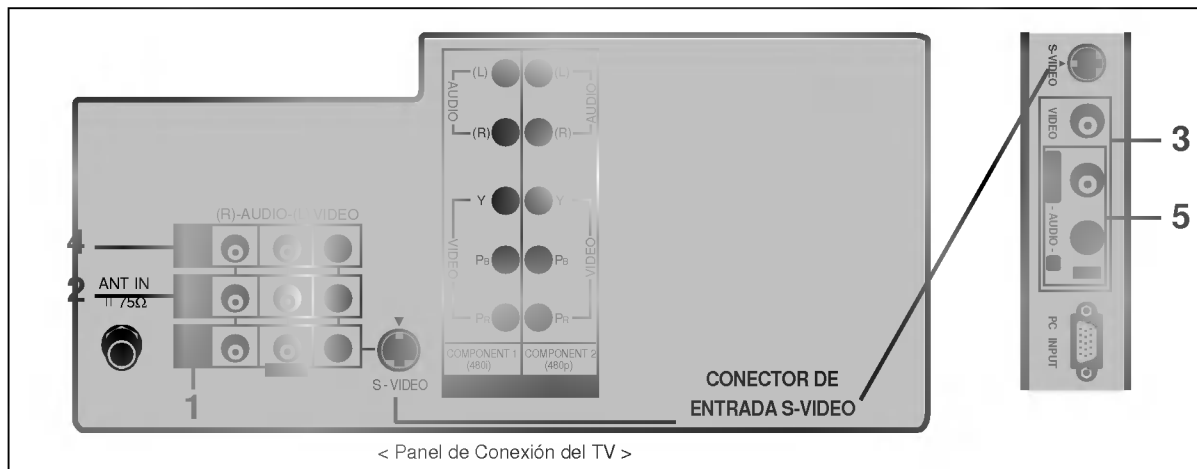 (L)
AUDIO
(R)
Y
VIDEO
PB
PR
COMPONENT 1
(480i)
(L)
AUDIO
(R)
Y
VIDEO
PB
PR
COMPONENT 2
(480p)
(R)-AUDIO-(L) VIDEO
4
2
ANT IN
75Ω
1
S-VIDEO
CONECTOR DE
ENTRADA S-VIDEO
< Panel de Conexión del TV >
S-VIDEO
VIDEO
3
- AUDIO -
5
PC INPUT